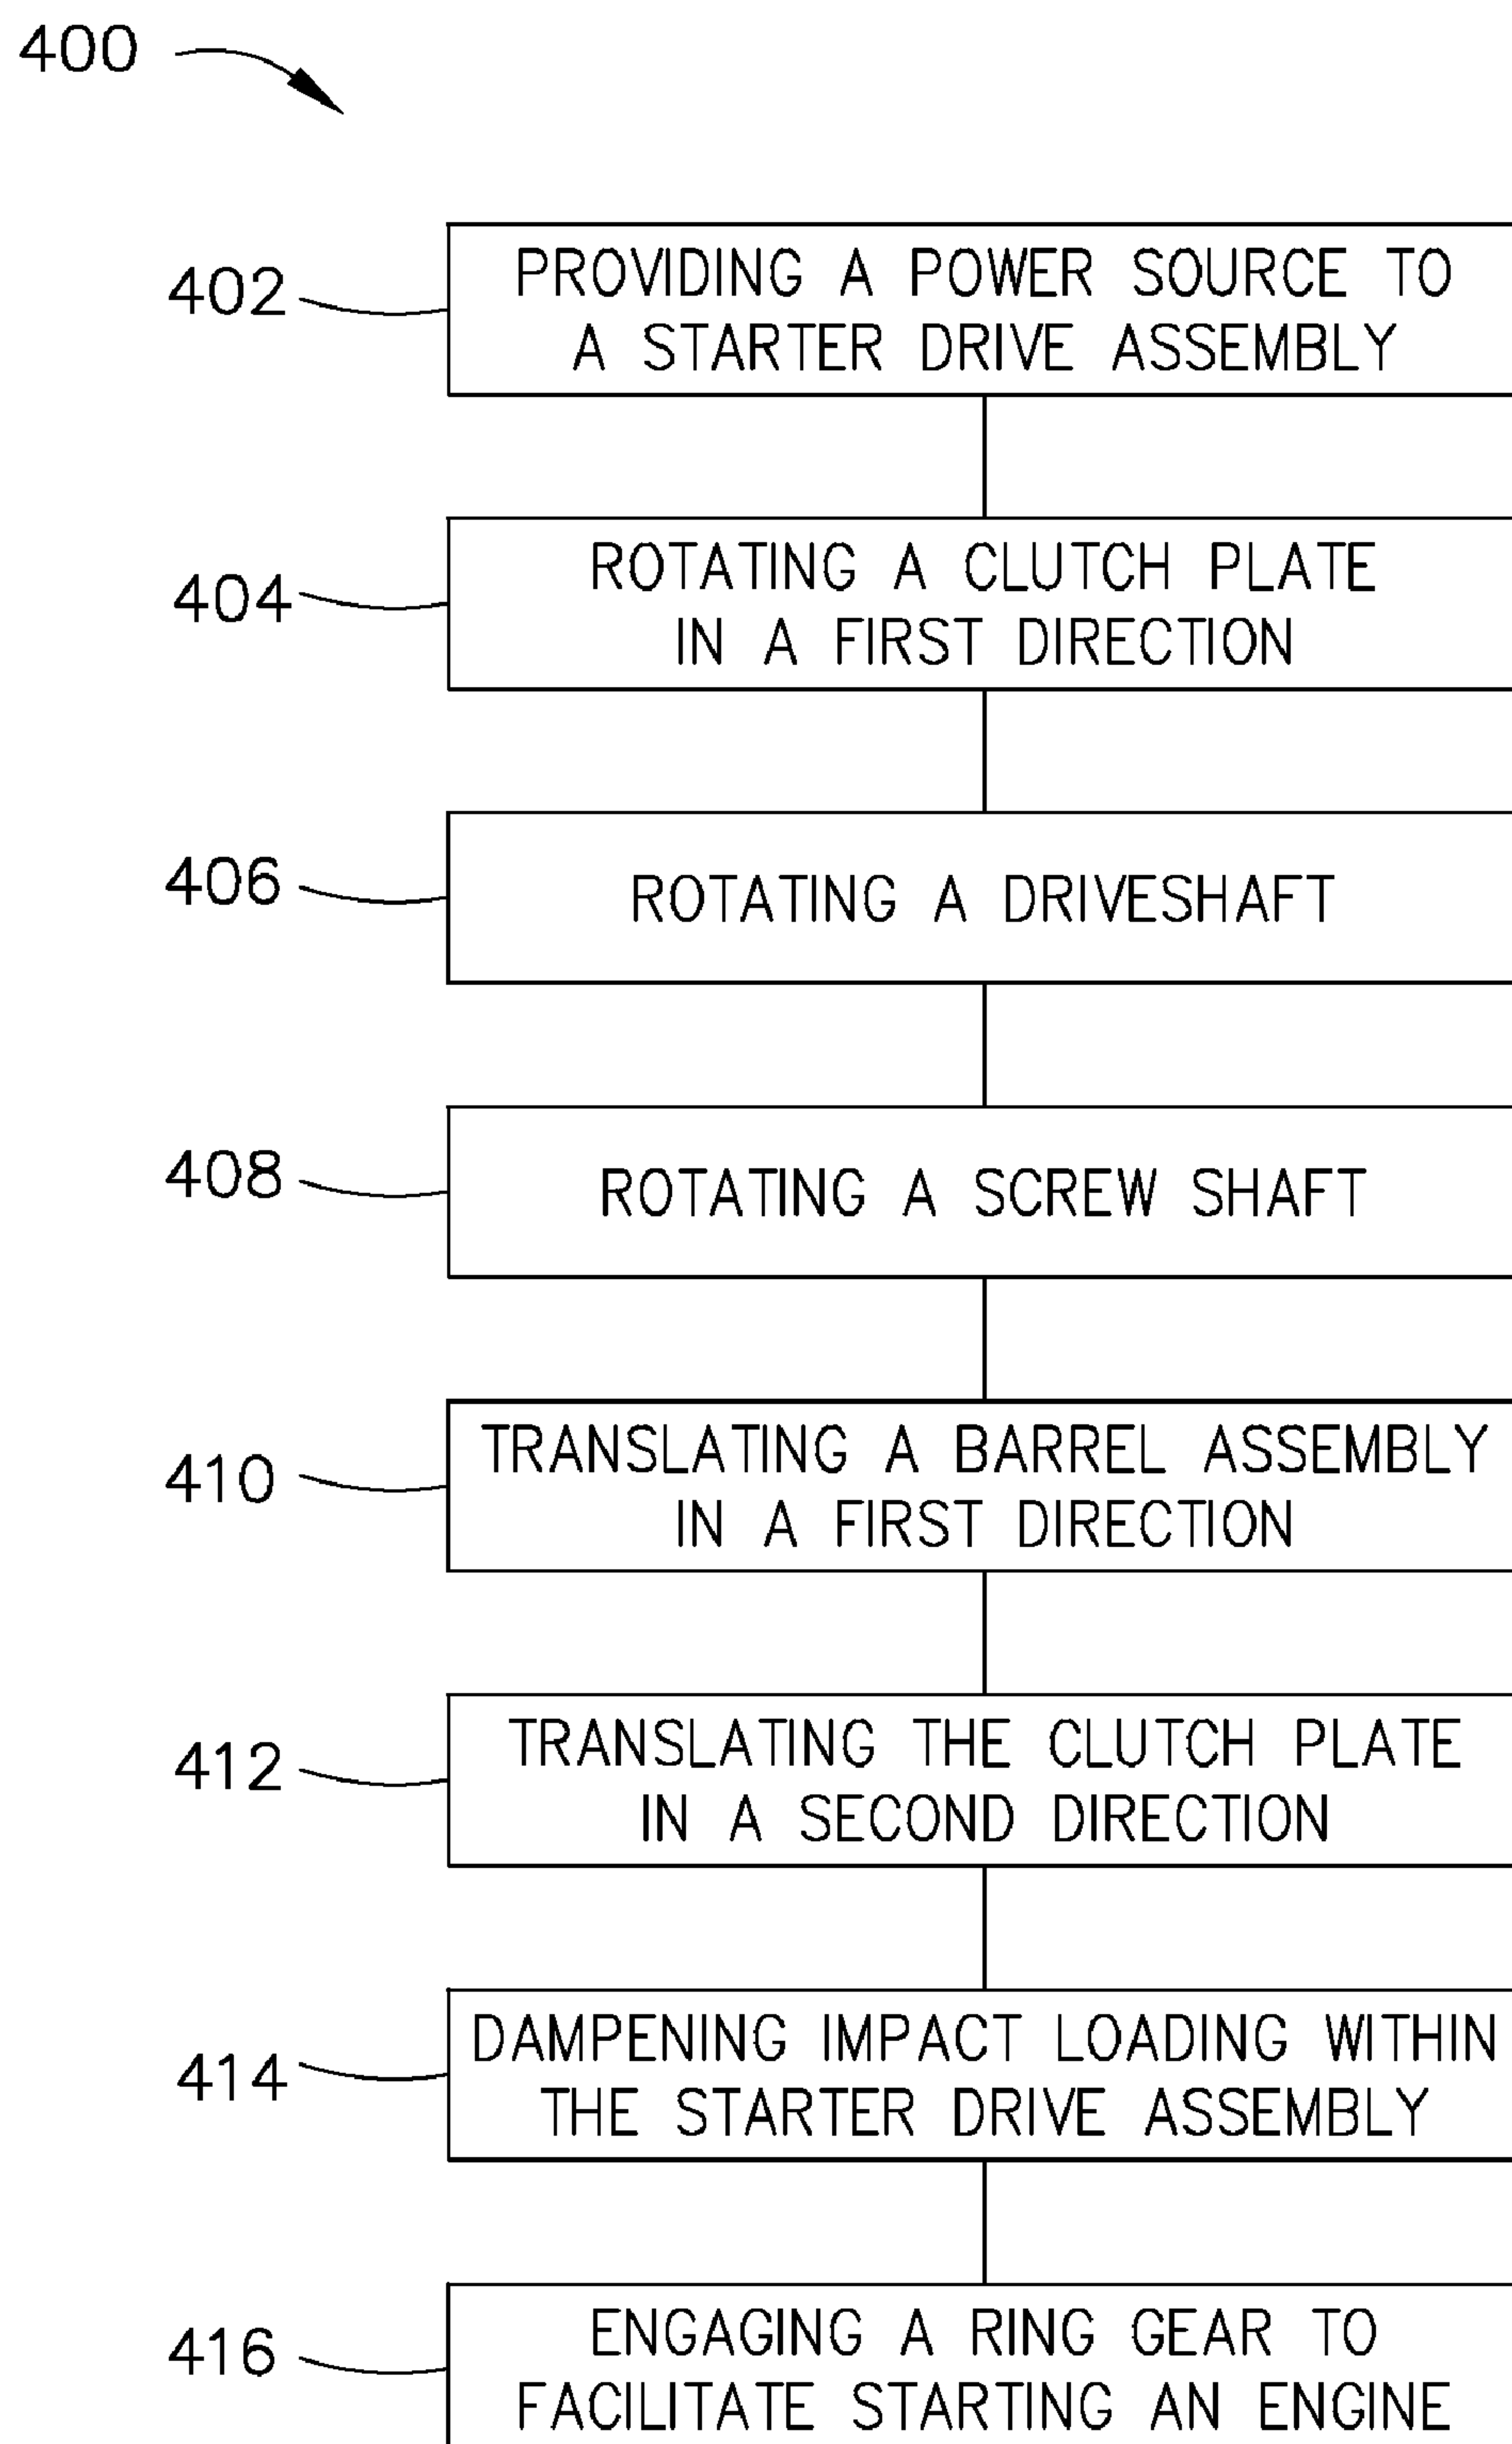 400
402
PROVIDING A POWER SOURCE TO
A STARTER DRIVE ASSEMBLY
404
ROTATING A CLUTCH PLATE
IN A FIRST DIRECTION
406
ROTATING A DRIVESHAFT
408
ROTATING A SCREW SHAFT
410
TRANSLATING A BARREL ASSEMBLY
IN A FIRST DIRECTION
412
TRANSLATING THE CLUTCH PLATE
IN A SECOND DIRECTION
414
DAMPENING IMPACT LOADING WITHIN
THE STARTER DRIVE ASSEMBLY
416
ENGAGING A RING GEAR TO
FACILITATE STARTING AN ENGINE